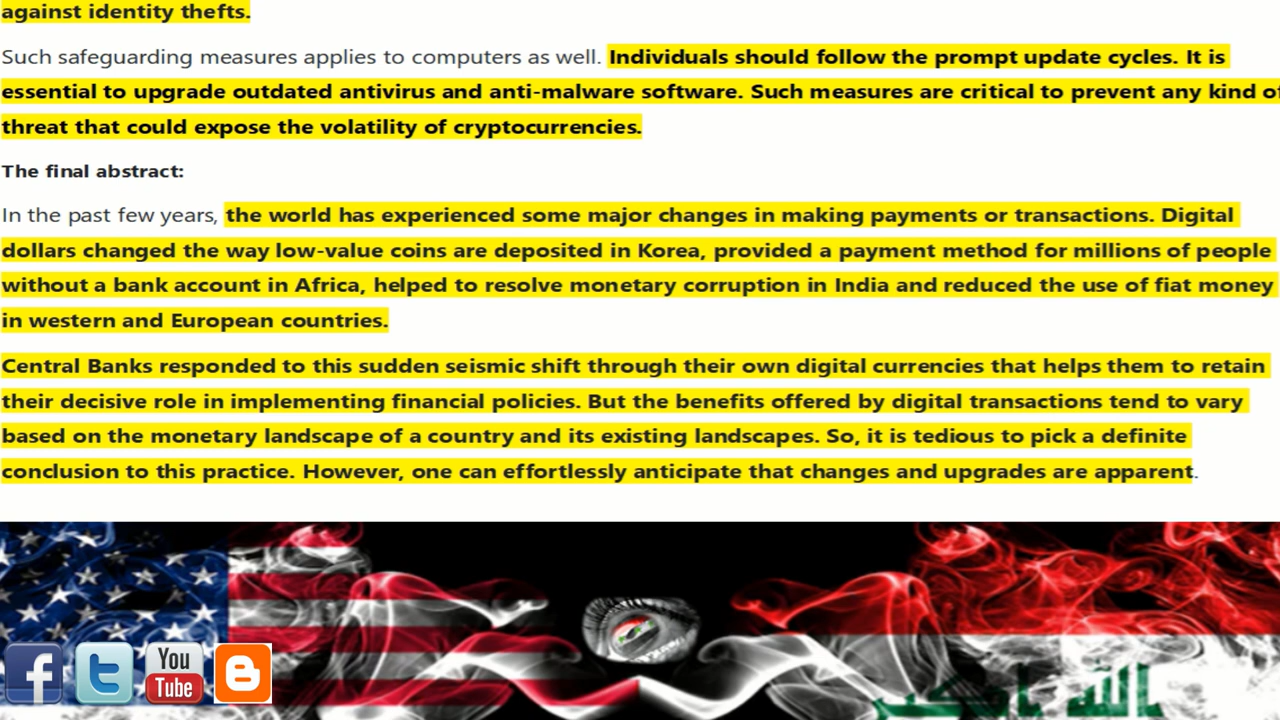 against identity thefts.
Such safeguarding measures applies to computers as well. Individuals should follow the prompt update cycles. It is
essential to upgrade outdated antivirus and anti-malware software. Such measures are critical to prevent any kind of
threat that could expose the volatility of cryptocurrencies.
The final abstract:
In the past few years, the world has experienced some major changes in making payments or transactions. Digital
dollars changed the way low-value coins are deposited in Korea, provided a payment method for millions of people
without a bank account in Africa, helped to resolve monetary corruption in India and reduced the use of fiat money
in western and European countries.
Central Banks responded to this sudden seismic shift through their own digital currencies that helps them to retain
their decisive role in implementing financial policies. But the benefits offered by digital transactions tend to vary
based on the monetary landscape of a country and its existing landscapes. So, it is tedious to pick a definite
conclusion to this practice. However, one can effortlessly anticipate that changes and upgrades are apparent.
You
Tube
الله اكبر